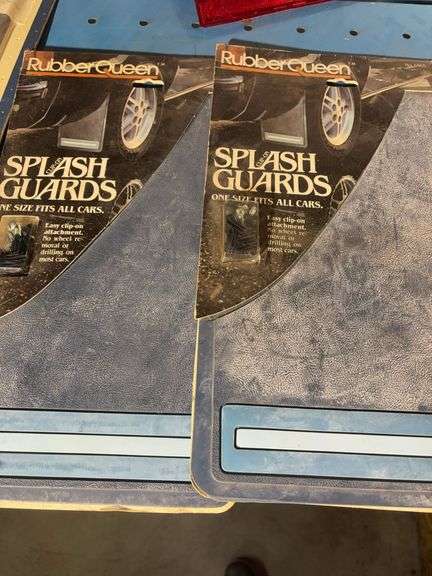 RubberQueen
SPLASH
GUARDS
ONE SIZE FITS ALL CARS.
Easy clip-on
attachment.
No wheel re-
moval or
drilling on
most cars.
RubberQueen
SPLASH
GUARDS
ONE SIZE FITS ALL CARS.
Easy clip-on
attachment.
No wheel re-
moval or
drilling on
most cars.